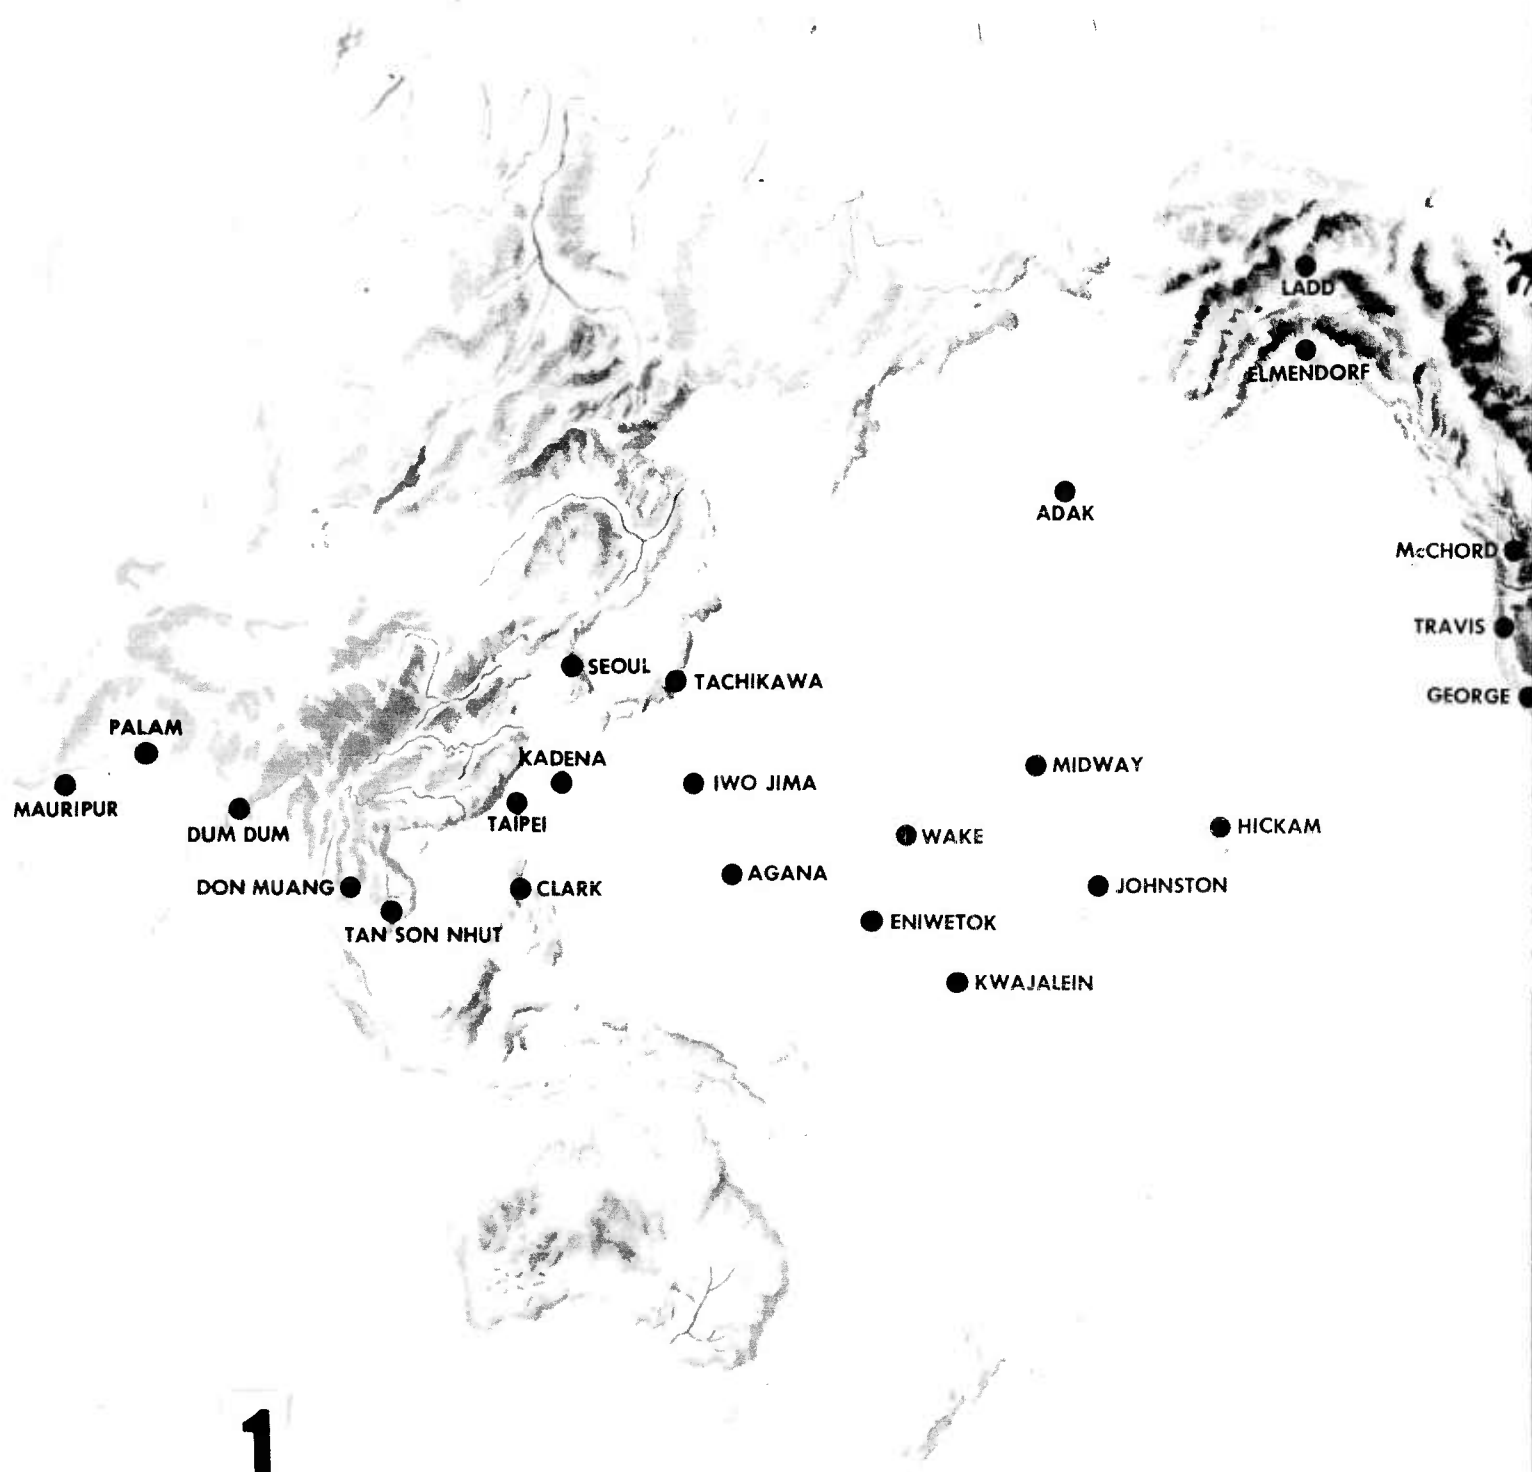 LADD
ELMENDORF
ADAK
McCHORD
TRAVIS
SEOUL
TACHIKAWA
GEORGE
PALAM
KADENA
MIDWAY
MAURIPUR
IWO JIMA
DUM DUM
TAIPEI
WAKE
HICKAM
DON MUANG
CLARK
AGANA
JOHNSTON
TAN SON NHUT
ENIWETOK
KWAJALEIN
1